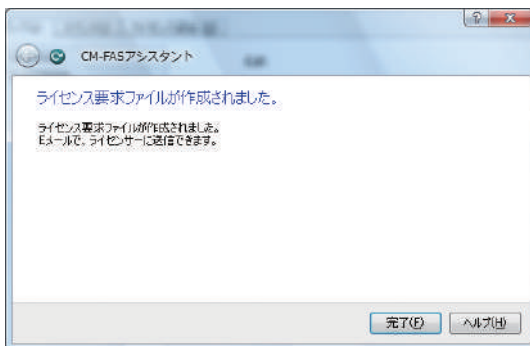 CM-FASアシスタント
ライセンス要求ファイルが作成されました。
ライセンス要求ファイルが作成されました。
Eメールで、ライセンサーに送信できます。
完了(F)
ヘルプ(H)